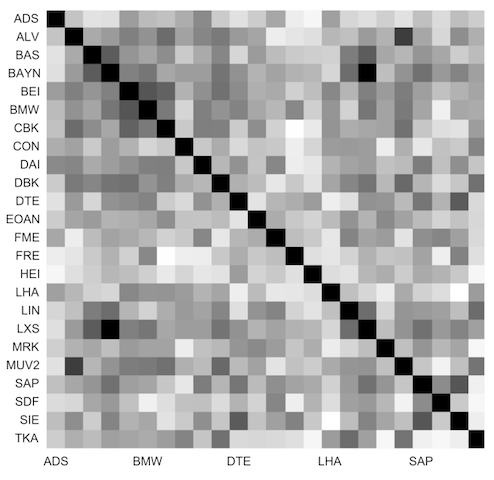 ADS
ALV
BAS
BAYN
BEI
BMW
CBK
CON
DAI
DBK
DTE
EOAN
FME
FRE
HEI
LHA
LIN
LXS
MRK
MUV2
SAP
SDF
SIE
TKA
ADS BMW DTE LHA SAP